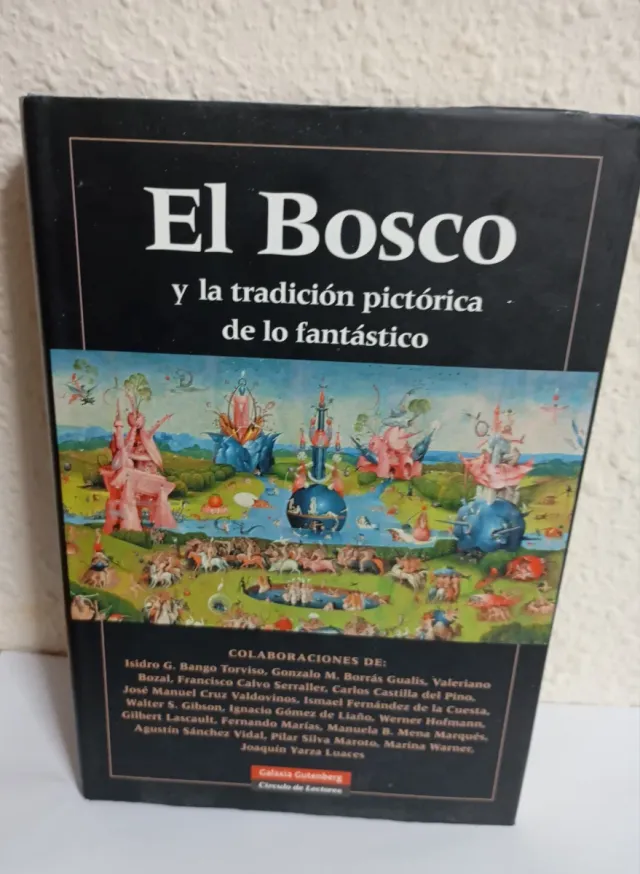 El Bosco
y la tradición pictórica
de lo fantástico
COLABORACIONES DE:
Isidro G. Bango Torviso, Gonzalo M. Borrás Gualis, Valeriano
Bozal, Francisco Calvo Serraller, Carlos Castilla del Pino,
José Manuel Cruz Valdovinos, Ismael Fernández de la Cuesta,
Walter S. Gibson, Ignacio Gómez de Liaño, Werner Hofmann,
Gilbert Lascault, Fernando Marías, Manuela B. Mena Marqués,
Agustín Sánchez Vidal, Pilar Silva Maroto, Marina Warner,
Joaquín Yarza Luaces
Galaxia Gutenberg
Círculo de Lectores